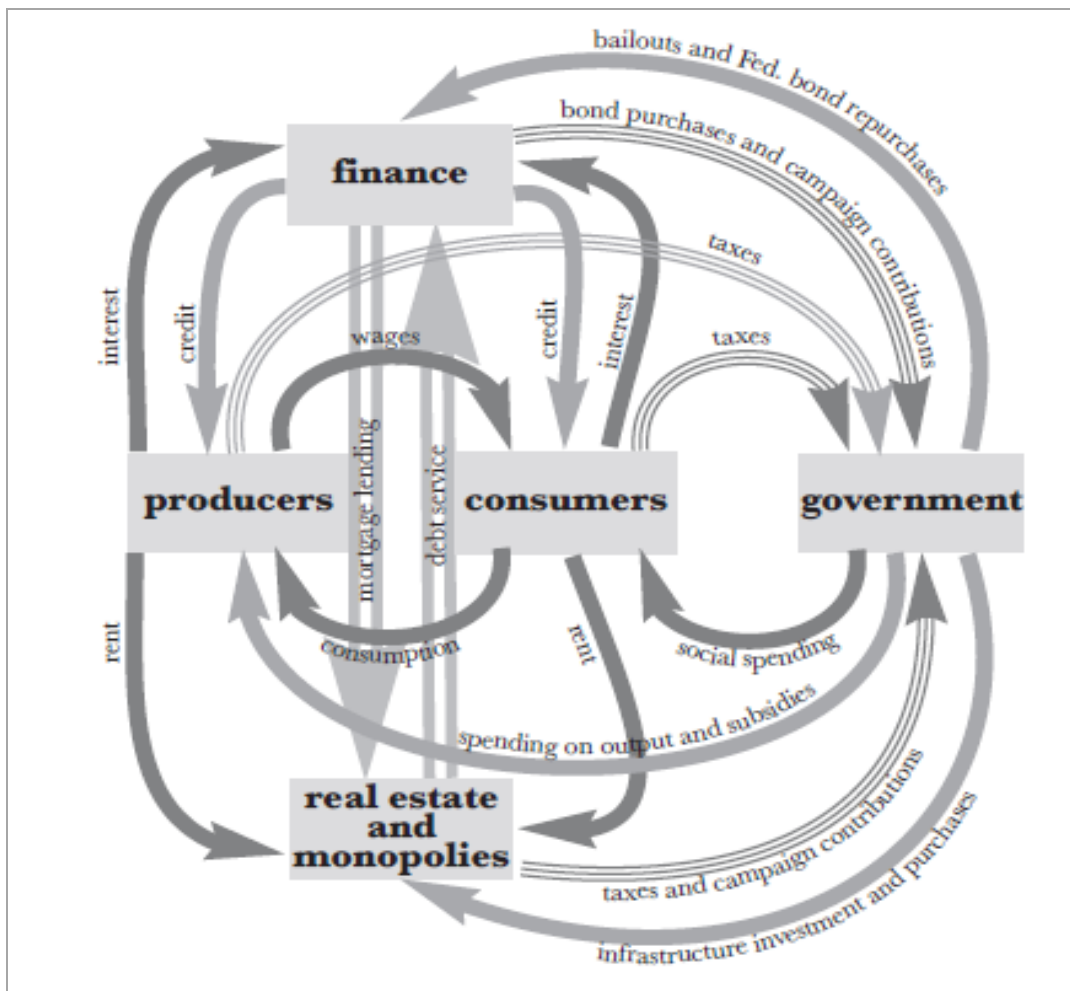 bailouts and Fed. bond repurchases
bond purchases and campaign contributions
finance
taxes
interest
credit
wages
credit
interest
taxes
producers
mortgage lending
debt service
consumers
government
rent
consumption
rent
social spending
spending on output and subsidies
real estate
and
monopolies
taxes and campaign contributions
infrastructure investment and purchases